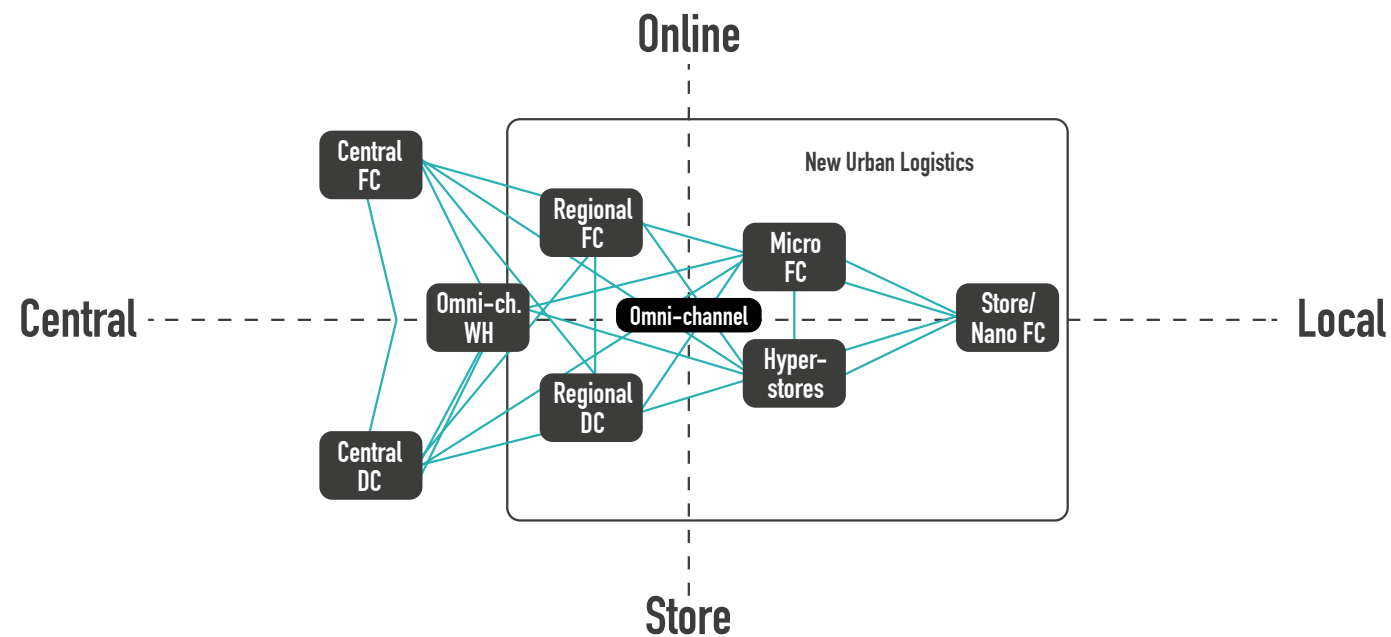 Online
New Urban Logistics
Central
FC
Regional
FC
Micro
FC
Central
Omni-ch.
WH
Omni-channel
Store/
Nano FC
Local
Hyper-
stores
Regional
DC
Central
DC
Store